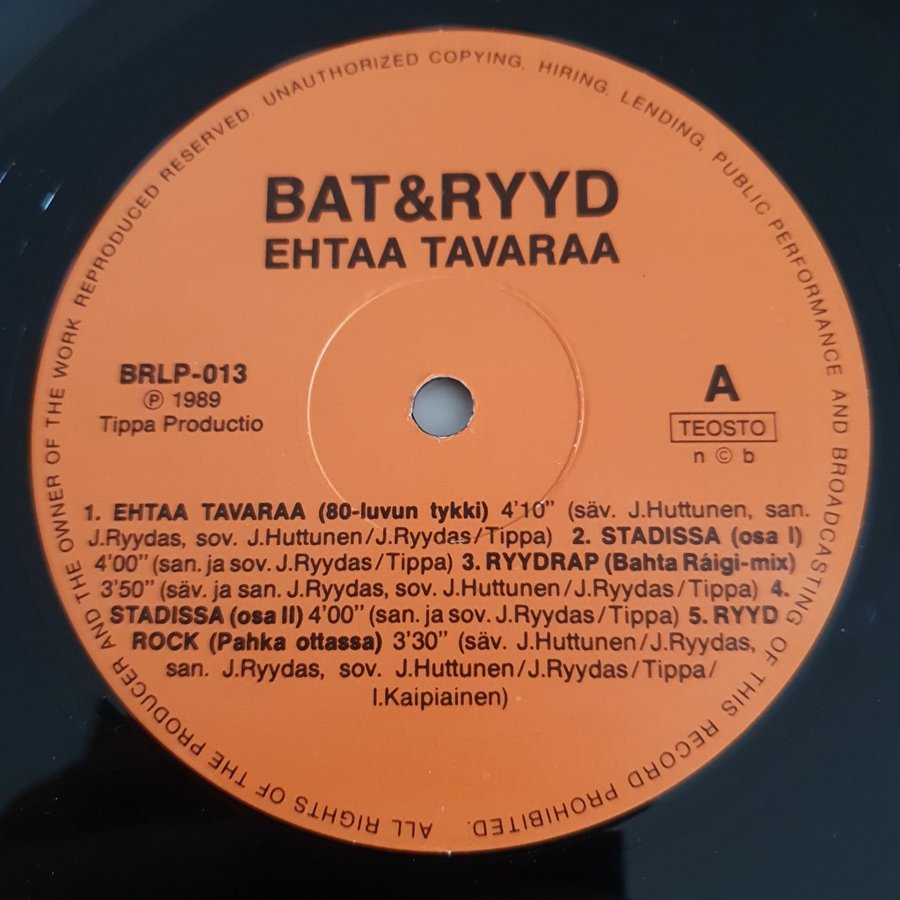 ALL RIGHTS OF THE PRODUCER AND THE OWNER OF THE WORK REPRODUCED RESERVED. UNAUTHORIZED COPYING, HIRING, LENDING, PUBLIC PERFORMANCE AND BROADCASTING OF THIS RECORD PROHIBITED.
BAT&RYYD
EHTAA TAVARAA
BRLP-013
℗ 1989
Tippa Productio
A
TEOSTO
n © b
1. EHTAA TAVARAA (80-luvun tykki) 4'10" (säv. J.Huttunen, san.
J.Ryydas, sov. J.Huttunen/J.Ryydas/Tippa) 2. STADISSA (osa I)
4'00" (san. ja sov. J.Ryydas/Tippa) 3. RYYDRAP (Bahta Ráigi-mix)
3'50" (säv. ja san. J.Ryydas, sov. J.Huttunen/J.Ryydas/Tippa) 4.
STADISSA (osa II) 4'00" (san. ja sov. J.Ryydas/Tippa) 5. RYYD
ROCK (Pahka ottassa) 3'30" (säv. J.Huttunen/J.Ryydas,
san. J.Ryydas, sov. J.Huttunen/J.Ryydas/Tippa/
I.Kaipiainen)